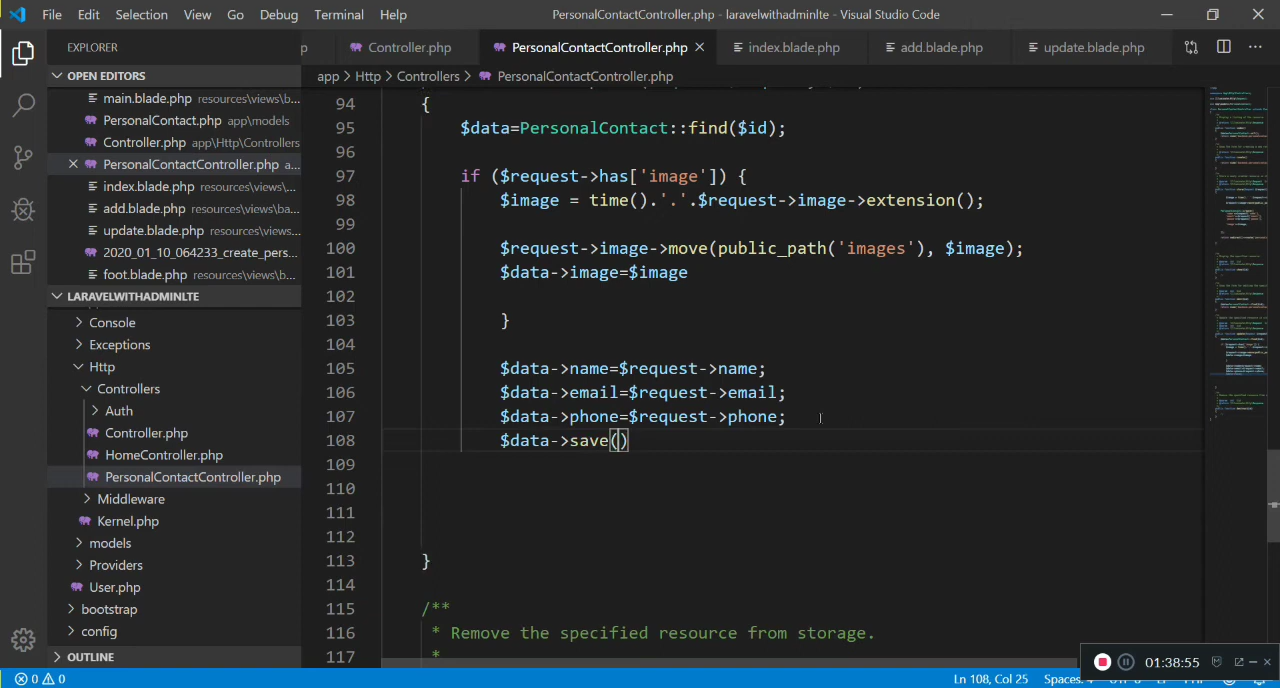 File Edit Selection View Go Debug Terminal Help PersonalContactController.php - laravelwithadminlte - Visual Studio Code
EXPLORER
p Controller.php PersonalContactController.php index.blade.php add.blade.php update.blade.php
OPEN EDITORS
app > Http > Controllers > PersonalContactController.php
main.blade.php resources\views\b...
PersonalContact.php app\models
Controller.php app\Http\Controllers
PersonalContactController.php a...
index.blade.php resources\views\...
add.blade.php resources\views\ba...
update.blade.php resources\views...
2020_01_10_064233_create_pers...
foot.blade.php resources\views\b...
LARAVELWITHADMINLTE
Console
Exceptions
Http
Controllers
Auth
Controller.php
HomeController.php
PersonalContactController.php
Middleware
Kernel.php
models
Providers
User.php
bootstrap
config
OUTLINE
94 {
95 $data=PersonalContact::find($id);
96
97 if ($request->has['image']) {
98 $image = time().'.'.$request->image->extension();
99
100 $request->image->move(public_path('images'), $image);
101 $data->image=$image
102
103 }
104
105 $data->name=$request->name;
106 $data->email=$request->email;
107 $data->phone=$request->phone;
108 $data->save()
109
110
111
112
113 }
114
115 /**
116 * Remove the specified resource from storage.
117 *
01:38:55
0 0 Ln 108, Col 25